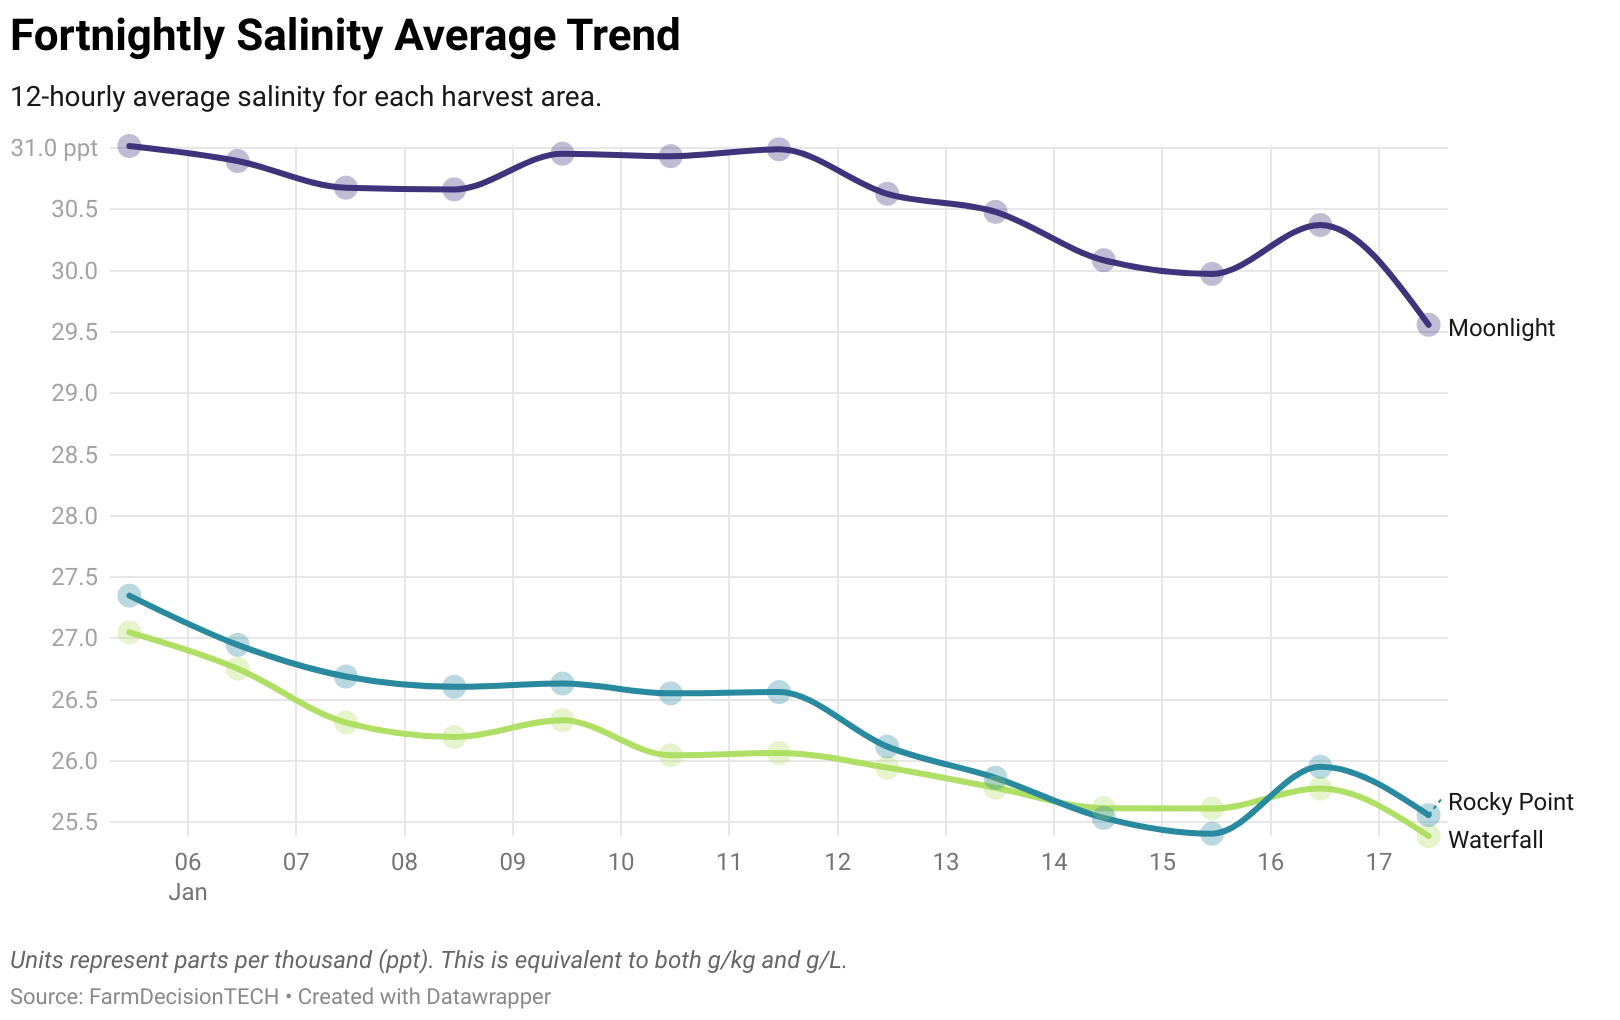 Fortnightly Salinity Average Trend
12-hourly average salinity for each harvest area.
31.0 ppt
30.5
30.0
29.5
Moonlight
29.0
28.5
28.0
27.5
27.0
26.5
26.0
Rocky Point
25.5
Waterfall
06 07 08 09 10 11 12 13 14 15 16 17
Jan
Units represent parts per thousand (ppt). This is equivalent to both g/kg and g/L.
Source: FarmDecisionTECH • Created with Datawrapper